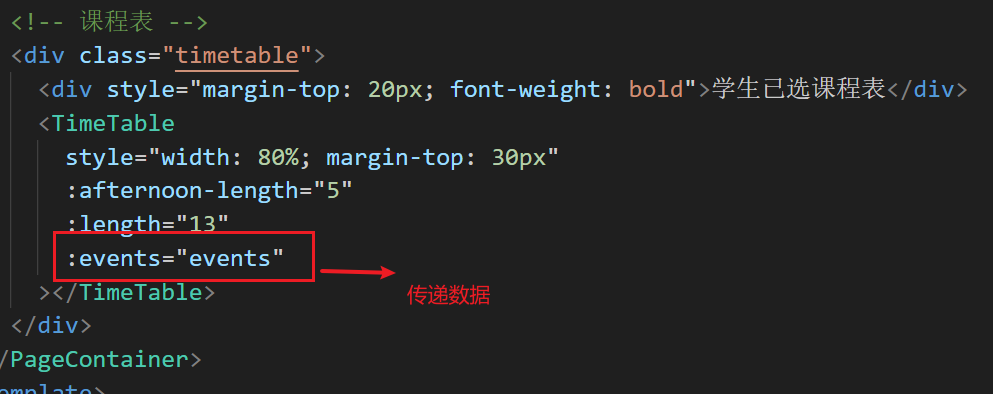 <!-- 课程表 -->
<div class="timetable">
<div style="margin-top: 20px; font-weight: bold">学生已选课程表</div>
<TimeTable
style="width: 80%; margin-top: 30px"
:afternoon-length="5"
:length="13"
:events="events"
传递数据
></TimeTable>
</div>
/PageContainer>
emplate>